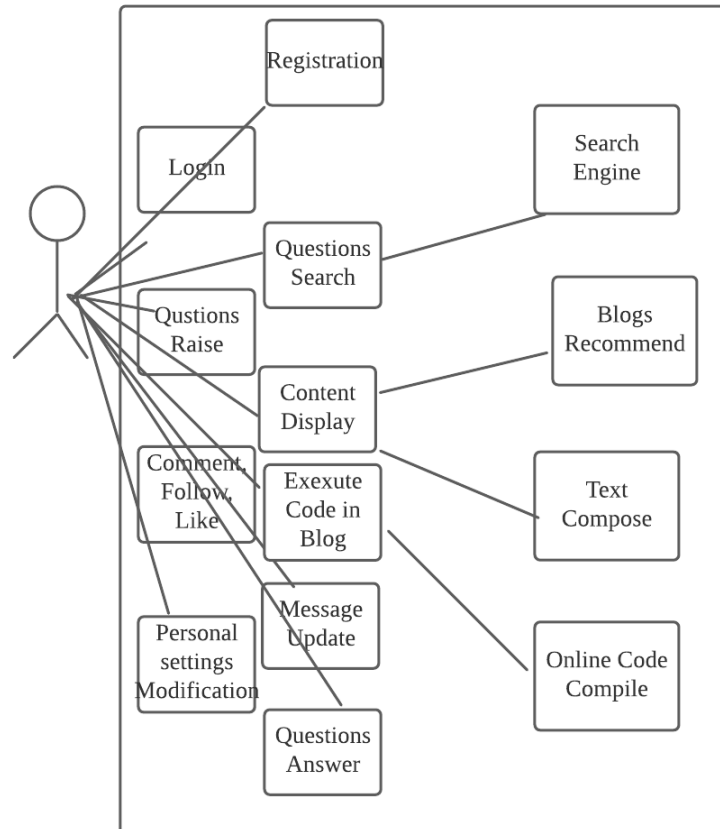 Registration
Login
Search
Engine
Questions
Search
Qustions
Raise
Blogs
Recommend
Content
Display
Comment,
Follow,
Like
Exexute
Code in
Blog
Text
Compose
Message
Update
Personal
settings
Modification
Online Code
Compile
Questions
Answer